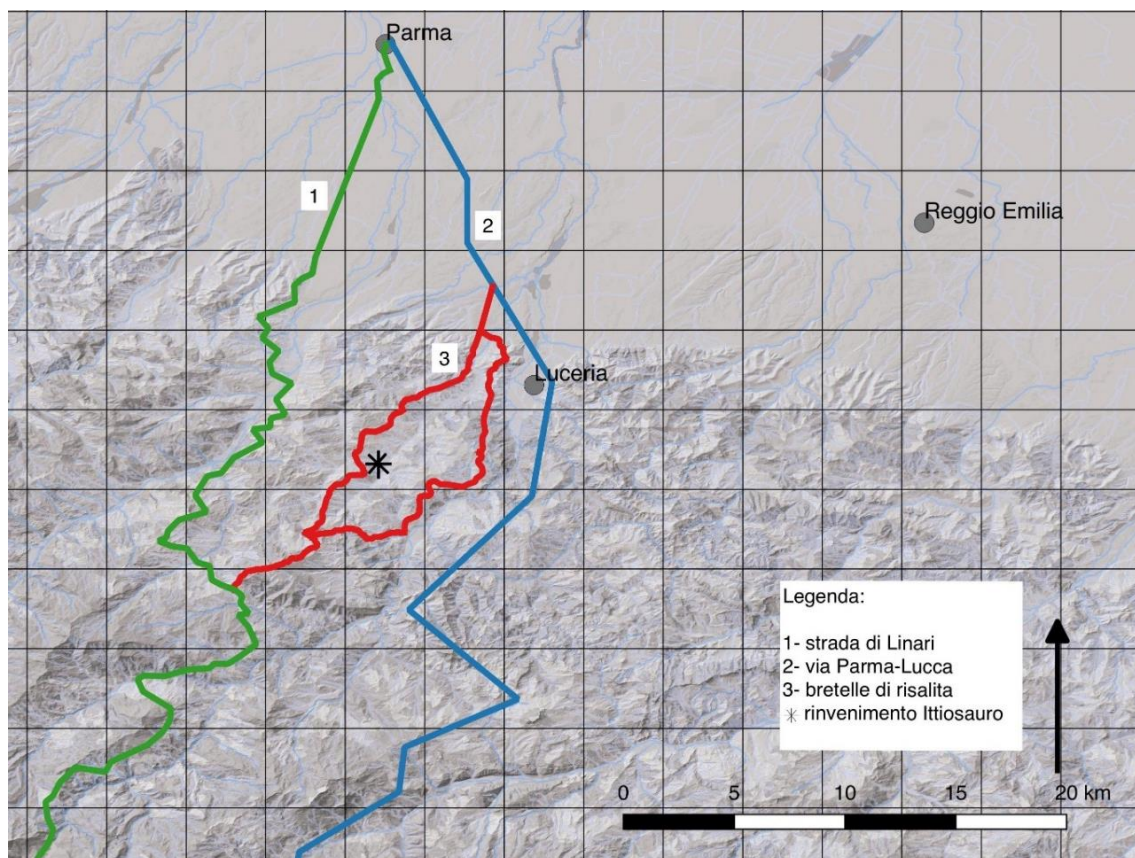 Parma
1
2
Reggio Emilia
3
Luceria
Legenda:
1- strada di Linari
2- via Parma-Lucca
3- bretelle di risalita
rinvenimento Ittiosauro
0 5 10 15 20 km